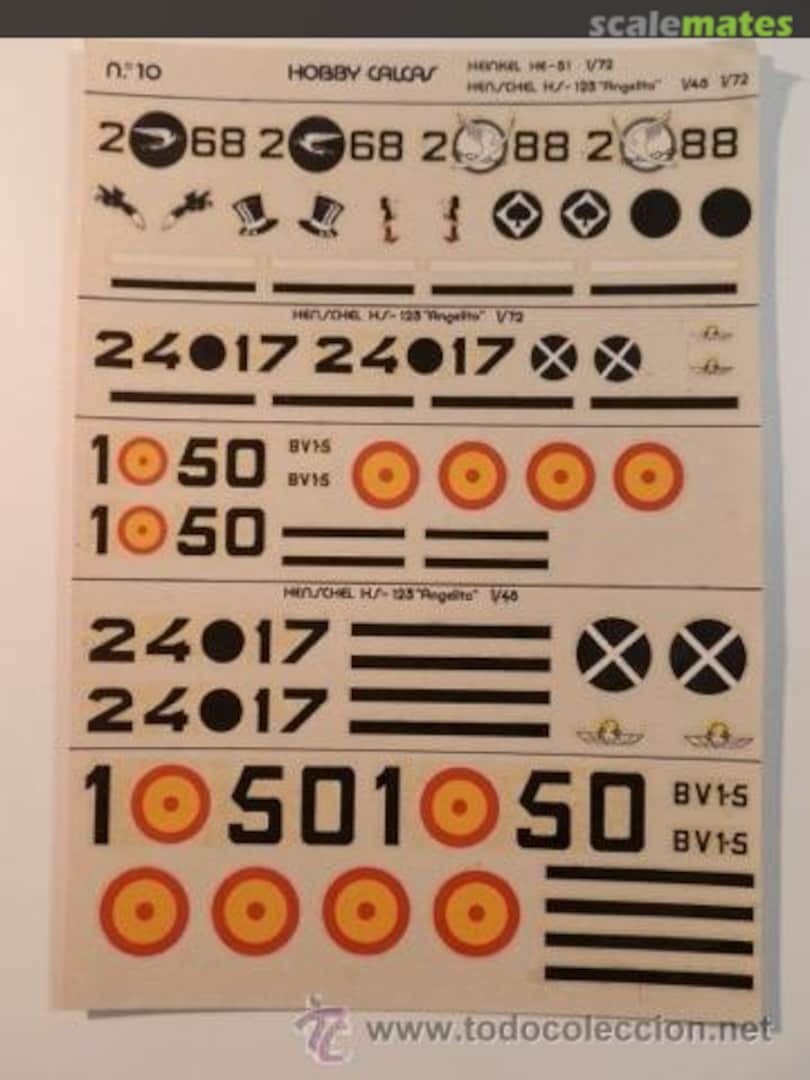 scalemates
n.º 10 HOBBY CALCAS HEINKEL HE-51 1/72
HENSCHEL HS-123 "Angelito" 1/48 1/72
2 68 2 68 2 88 2 88
HENSCHEL HS-123 "Angelito" 1/72
24 17 24 17
1 50 BV1-S
BV1-S
1 50
HENSCHEL HS-123 "Angelito" 1/48
24 17
24 17
1 50 1 50 BV1-S
BV1-S
tc www.todocoleccion.net